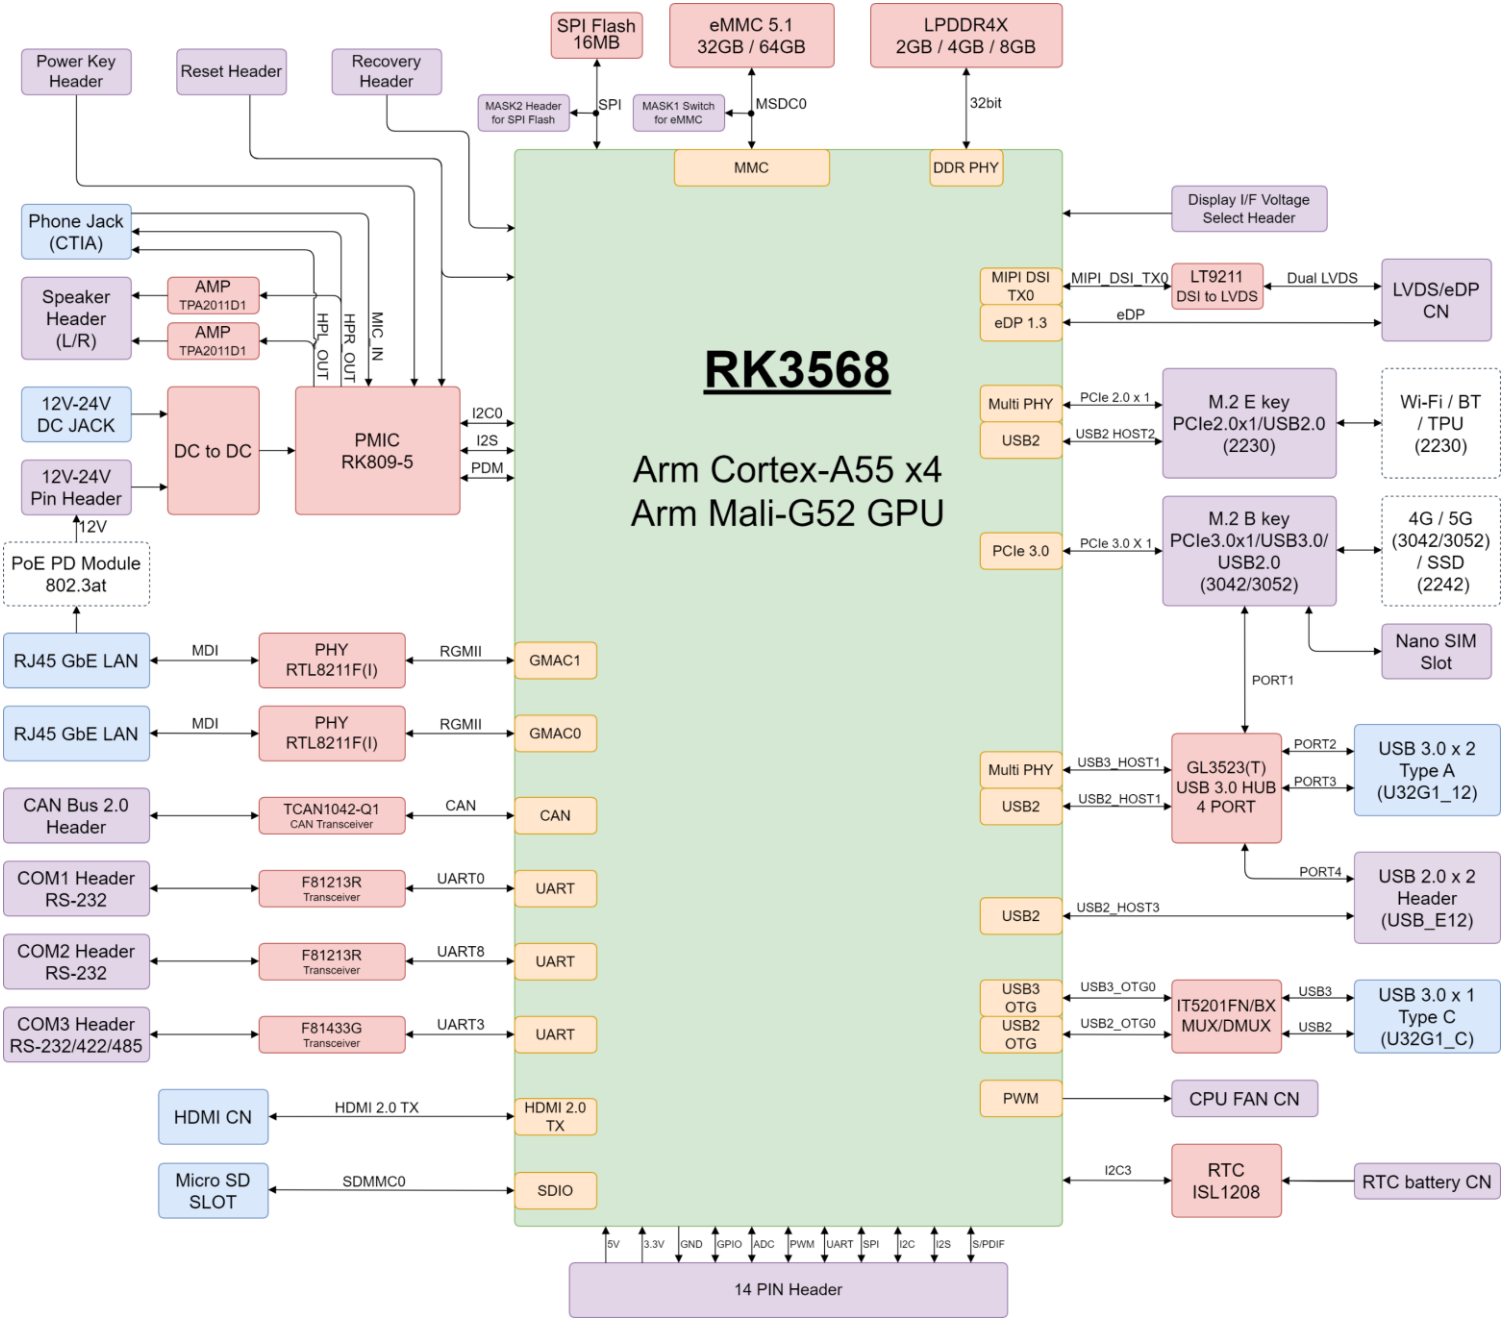 SPI Flash
16MB
eMMC 5.1
32GB / 64GB
LPDDR4X
2GB / 4GB / 8GB
Power Key
Header
Reset Header
Recovery
Header
MASK2 Header
for SPI Flash
SPI
MASK1 Switch
for eMMC
MSDC0
32bit
MMC
DDR PHY
Phone Jack
(CTIA)
Speaker
Header
(L/R)
AMP
TPA2011D1
AMP
TPA2011D1
HPL_OUT
HPR_OUT
MIC_IN
12V-24V
DC JACK
12V-24V
Pin Header
DC to DC
PMIC
RK809-5
I2C0
I2S
PDM
12V
PoE PD Module
802.3at
RK3568
Arm Cortex-A55 x4
Arm Mali-G52 GPU
Display I/F Voltage
Select Header
MIPI DSI
TX0
MIPI_DSI_TX0
LT9211
DSI to LVDS
Dual LVDS
LVDS/eDP
CN
eDP 1.3
eDP
Multi PHY
PCIe 2.0 x 1
USB2
USB2 HOST2
M.2 E key
PCIe2.0x1/USB2.0
(2230)
Wi-Fi / BT
/ TPU
(2230)
PCIe 3.0
PCIe 3.0 X 1
M.2 B key
PCIe3.0x1/USB3.0/
USB2.0
(3042/3052)
4G / 5G
(3042/3052)
/ SSD
(2242)
Nano SIM
Slot
PORT1
RJ45 GbE LAN
MDI
PHY
RTL8211F(I)
RGMII
GMAC1
RJ45 GbE LAN
MDI
PHY
RTL8211F(I)
RGMII
GMAC0
Multi PHY
USB3_HOST1
USB2
USB2_HOST1
GL3523(T)
USB 3.0 HUB
4 PORT
PORT2
PORT3
USB 3.0 x 2
Type A
(U32G1_12)
CAN Bus 2.0
Header
TCAN1042-Q1
CAN Transceiver
CAN
CAN
COM1 Header
RS-232
F81213R
Transceiver
UART0
UART
PORT4
USB 2.0 x 2
Header
(USB_E12)
USB2
USB2_HOST3
COM2 Header
RS-232
F81213R
Transceiver
UART8
UART
COM3 Header
RS-232/422/485
F81433G
Transceiver
UART3
UART
USB3
OTG
USB3_OTG0
USB2
OTG
USB2_OTG0
IT5201FN/BX
MUX/DMUX
USB3
USB2
USB 3.0 x 1
Type C
(U32G1_C)
HDMI CN
HDMI 2.0 TX
HDMI 2.0
TX
PWM
CPU FAN CN
Micro SD
SLOT
SDMMC0
SDIO
I2C3
RTC
ISL1208
RTC battery CN
5V
3.3V
GND
GPIO
ADC
PWM
UART
SPI
I2C
I2S
S/PDIF
14 PIN Header